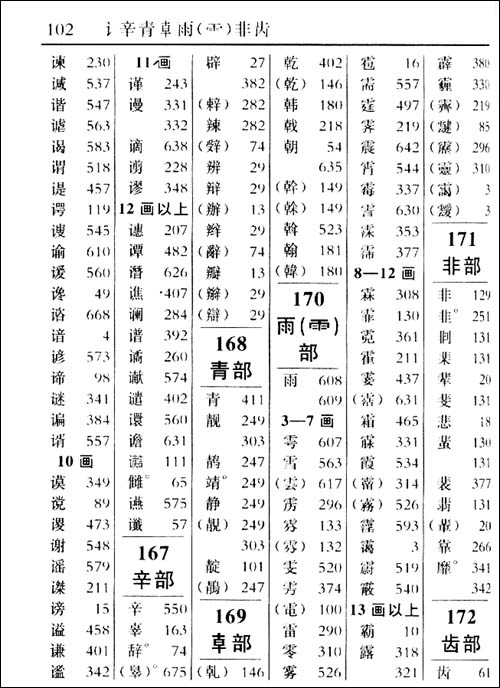 102 讠辛青龺雨(⻗)非齿
谏 230
𫍯 537
谐 547
谑 563
谒 583
谓 518
𬤊 457
谔 119
𫍲 545
谕 610
谖 560
谗 49
谘 668
谙 4
谚 573
谛 98
谜 341
谝 384
谞 557
10 画
谟 349
谠 89
谡 473
谢 548
谣 579
211
谤 15
谥 458
谦 401
谧 342
11 画
谨 243
谩 331
332
谪 638
谫 228
谬 348
12 画以上
𬤝 207
谭 482
谮 626
谯 ·407
谰 284
谱 392
谲 260
谳 574
谴 402
𫍽 560
谵 631
111
雠° 65
䜩 575
谶 57
167
辛部
辛 550
辜 163
辞° 74
(辠)° 675
辟 27
382
(辢) 282
辣 282
(辤) 74
辨 29
辩 29
(辦) 13
辫 29
(辭) 74
瓣 13
(辮) 29
(辯) 29
168
青部
青 411
靓 249
303
䴖 247
靖° 249
静 249
(靚) 249
303
靛 101
(鶄) 247
169
龺部
(乹) 146
乾 402
(乾) 146
韩 180
戟 218
朝 54
635
(幹) 149
(榦) 149
斡 523
翰 181
(韓) 180
170
雨(⻗)
部
雨 608
609
3—7 画
雩 607
雪 563
(雲) 617
雳 296
雰 133
(雰) 132
雯 520
雱 374
(電) 100
雷 290
零 310
雾 526
雹 16
需 557
霆 497
霁 219
震 642
霄 544
霉 337
霅 630
霂 353
霈 377
8—12 画
霖 308
霏 130
霓 361
霍 211
霎 437
(霑) 631
霜 465
霡 331
霞 534
(霤) 314
(霧) 526
霪 593
霭 3
霨 519
霰 540
13 画以上
霸 10
露 318
321
霹 380
霾 330
(霽) 219
(靆) 85
(靂) 296
(靈) 310
(靄) 3
(靉) 3
171
非部
非 129
韭° 251
剕 131
棐 131
辈 20
斐 131
悲 18
蜚 130
131
裴 377
翡 131
(輩) 20
靠 266
靡° 341
342
172
齿部
齿 61